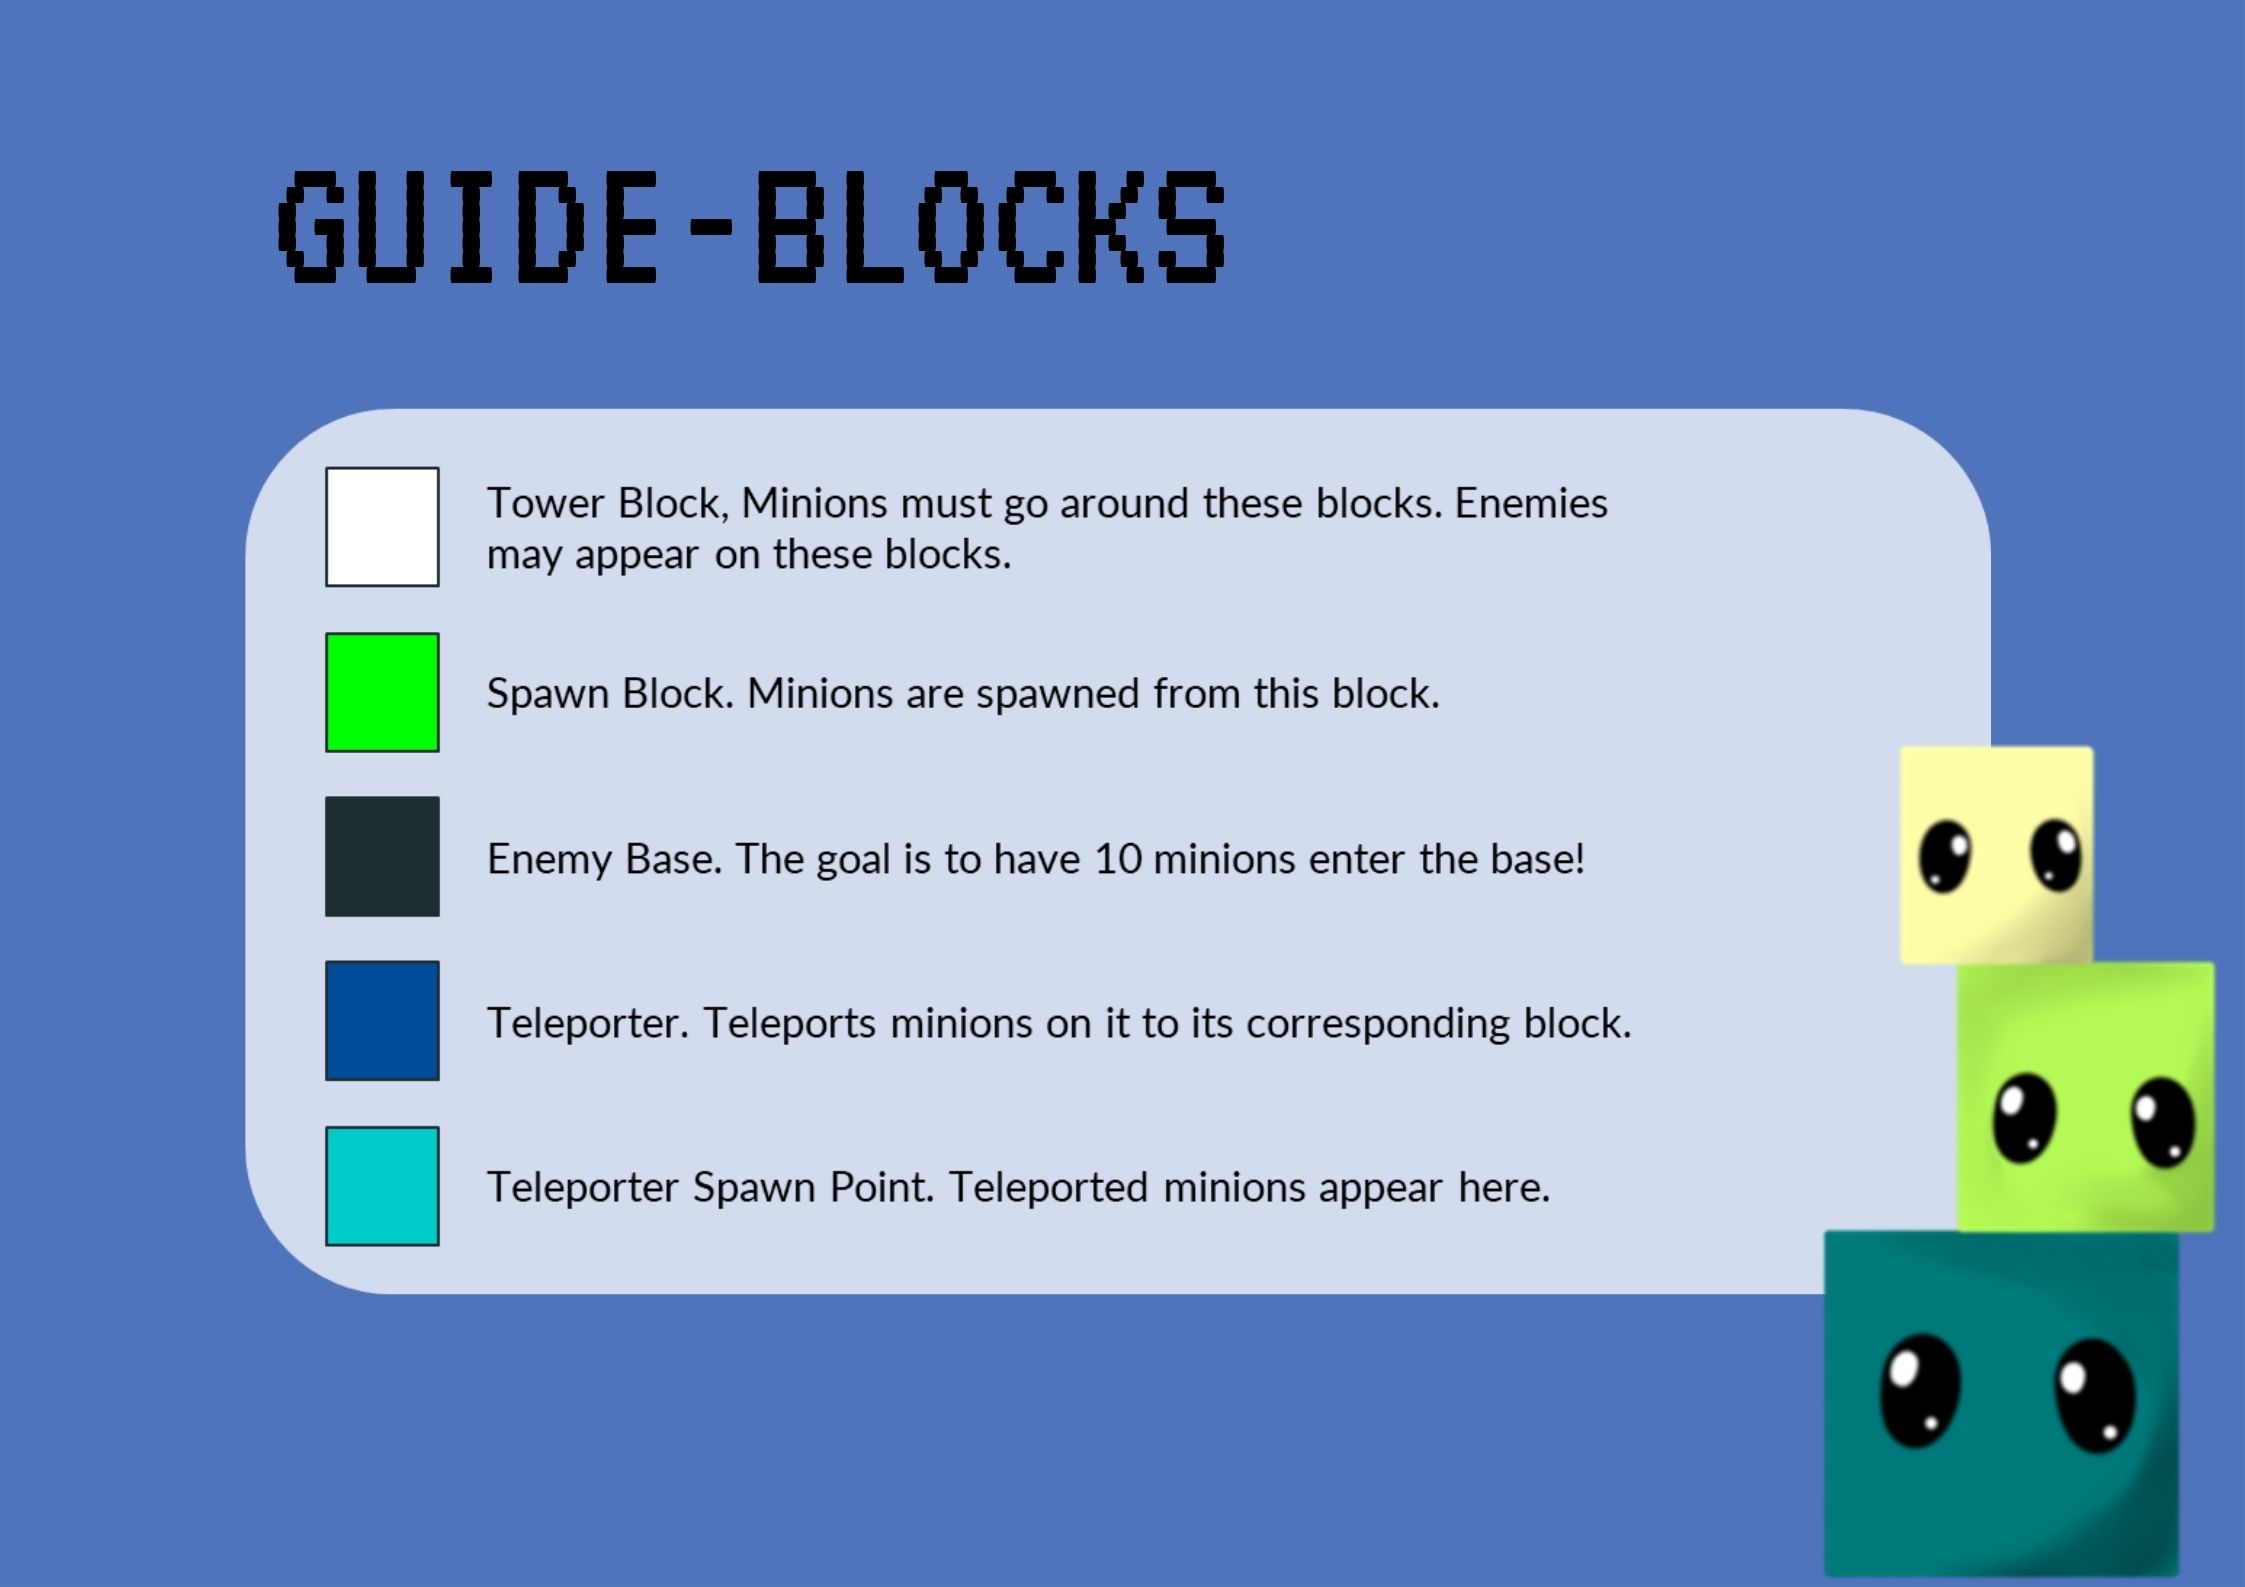 GUIDE-BLOCKS
Tower Block, Minions must go around these blocks. Enemies
may appear on these blocks.
Spawn Block. Minions are spawned from this block.
Enemy Base. The goal is to have 10 minions enter the base!
Teleporter. Teleports minions on it to its corresponding block.
Teleporter Spawn Point. Teleported minions appear here.